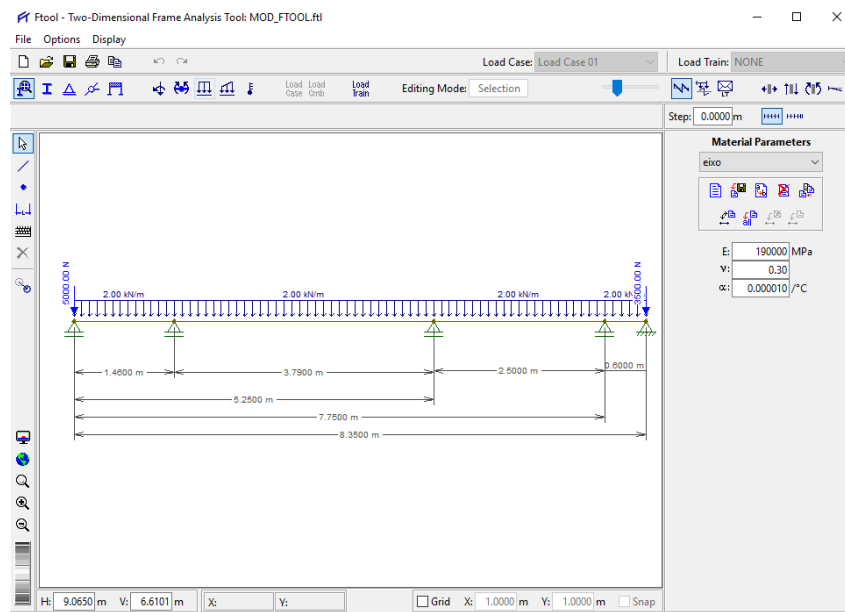 Ftool - Two-Dimensional Frame Analysis Tool: MOD_FTOOL.ftl
File Options Display
Load Case: Load Case 01 Load Train: NONE
Load Case Load Cmb Load Train Editing Mode: Selection
Step: 0.0000 m
Material Parameters
eixo
E: 190000 MPa
ν: 0.30
α: 0.000010 /°C
5000.00 N
2.00 kN/m 2.00 kN/m 2.00 kN/m 2.00 kN
3500.00 N
1.4600 m 3.7900 m 2.5000 m 0.6000 m
5.2500 m
7.7500 m
8.3500 m
H: 9.0650 m V: 6.6101 m X: Y: Grid X: 1.0000 m Y: 1.0000 m Snap